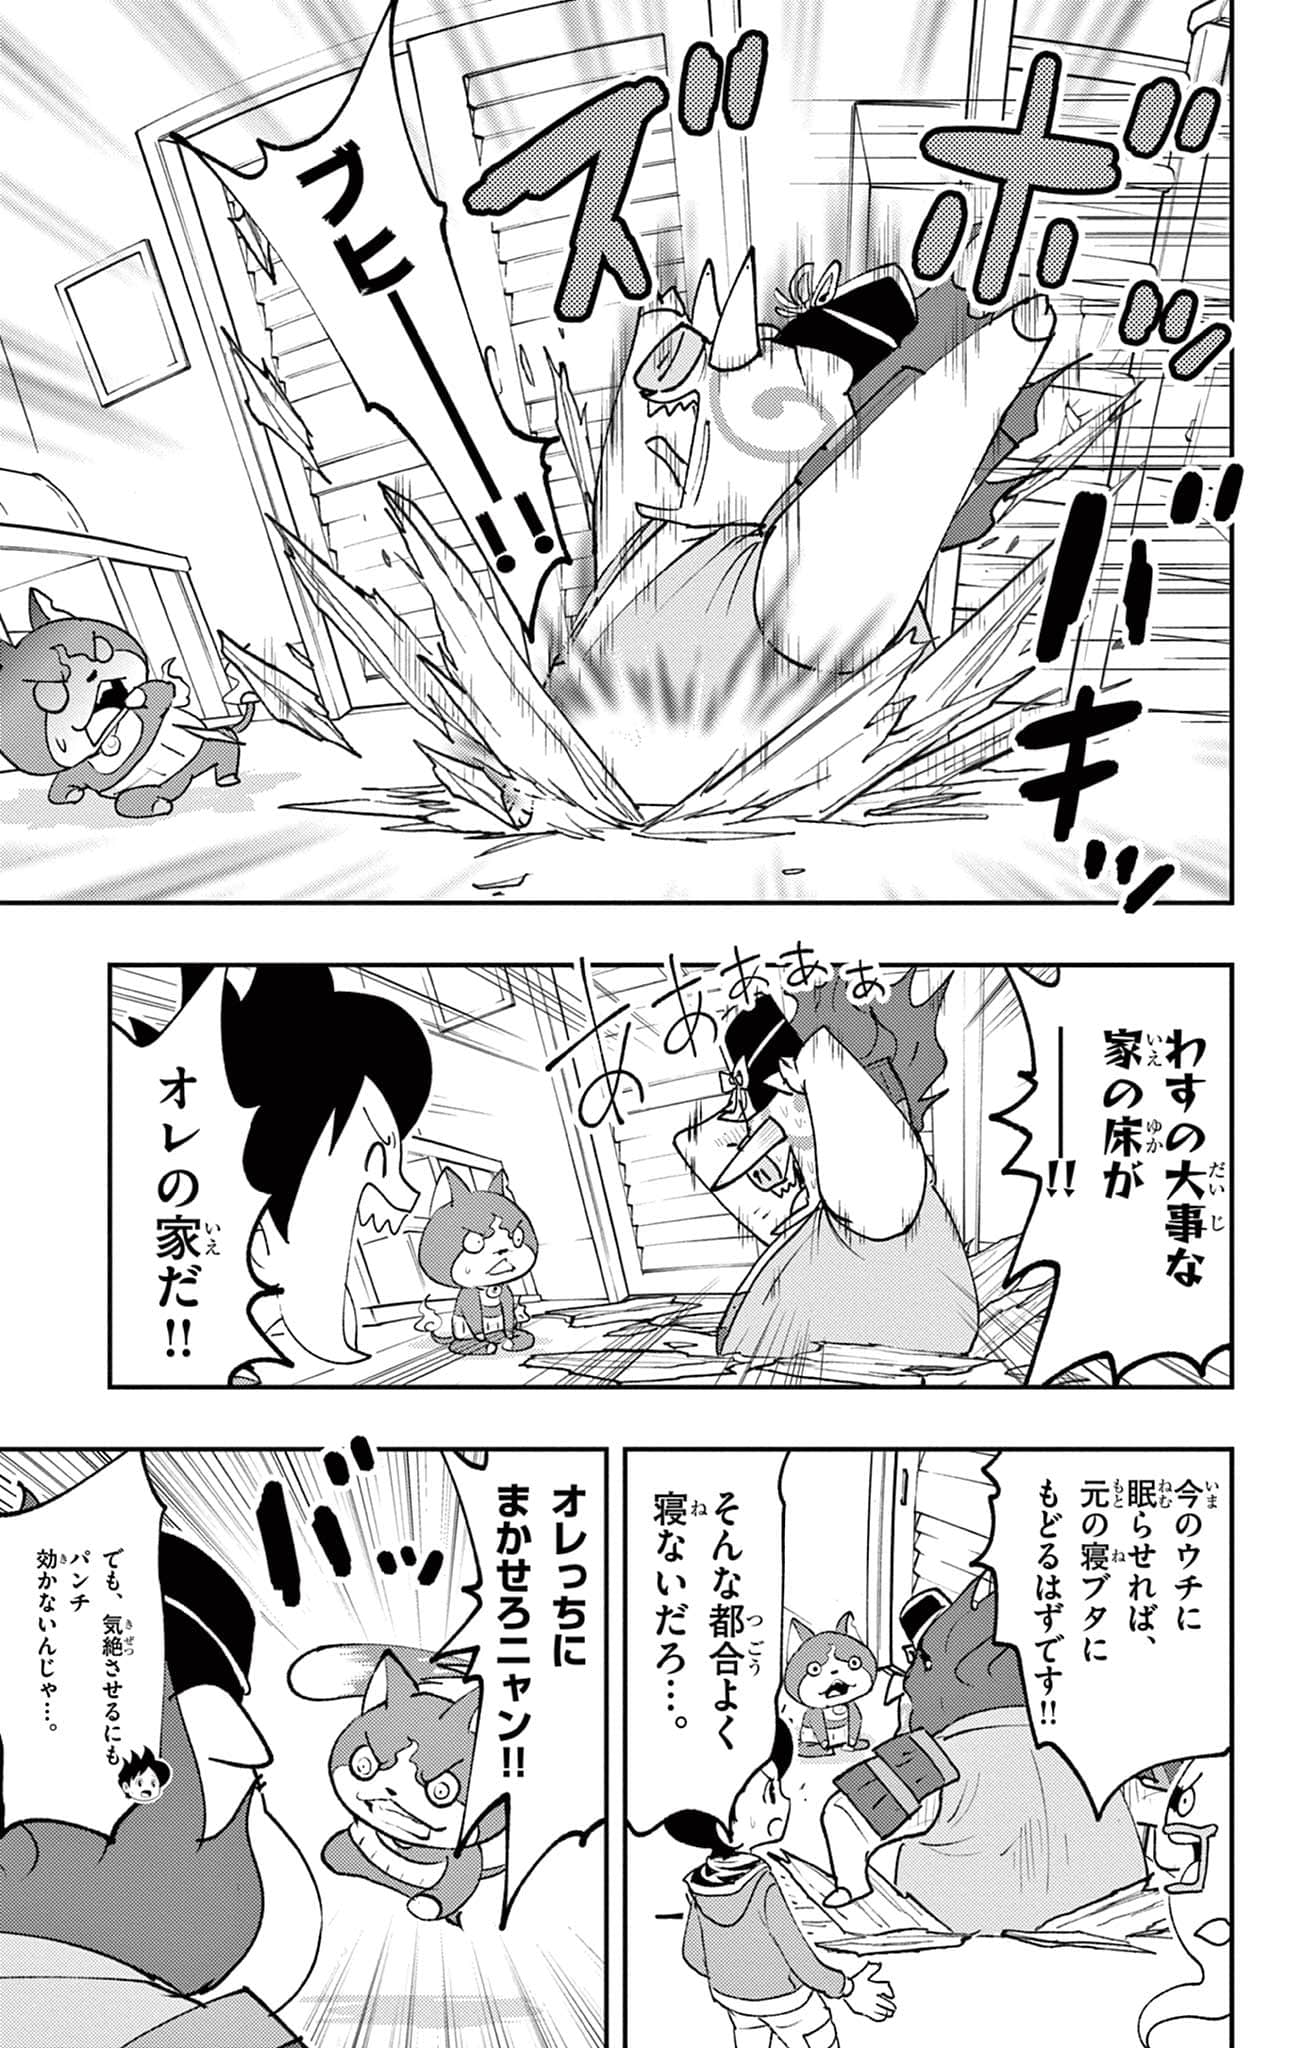 ズボッ
ブヒーーー!!
バキッ
わすの大事な
家の床が
――!!
あああぁぁぁ
オレの家だ!!
今のウチに
眠らせれば、
元の寝ブタに
もどるはずです!!
そんな都合よく
寝ないだろ…。
オレっちに
まかせろニャン!!
でも、気絶させるにも
パンチ
効かないんじゃ…。